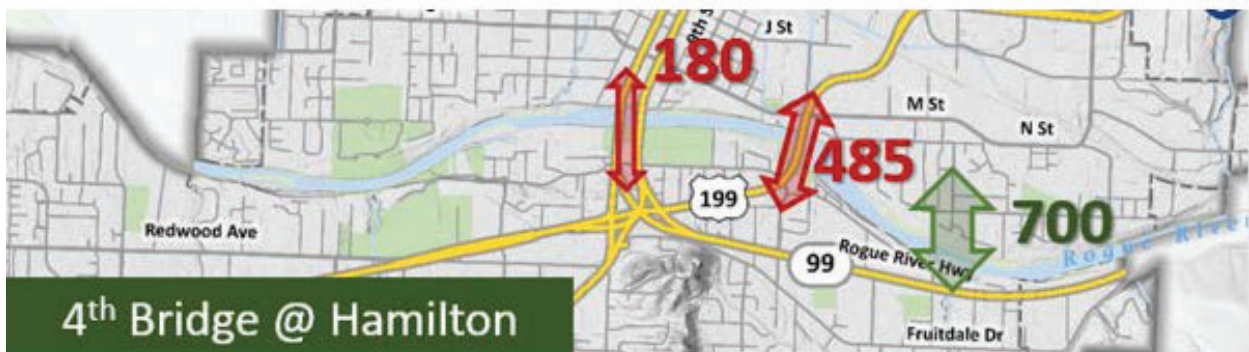 J St
180
M St
N St
485
199
700
Redwood Ave
Rogue River
99
Rogue River Hwy
4th Bridge @ Hamilton
Fruitdale Dr